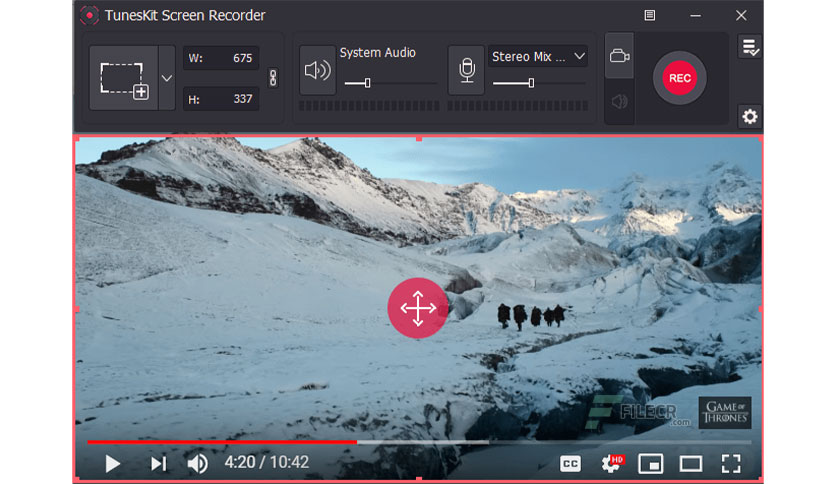 TunesKit Screen Recorder
W: 675
H: 337
System Audio
Stereo Mix ...
REC
FILECR
.com
GAME OF
THRONES
4:20 / 10:42
CC
HD